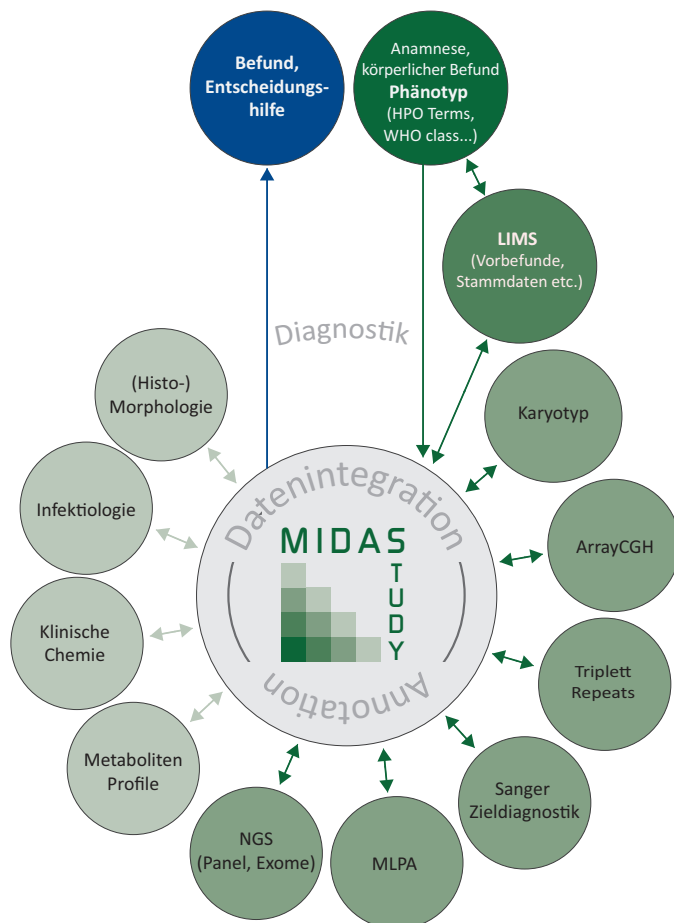 Befund,
Entscheidungs-
hilfe
Anamnese,
körperlicher Befund
Phänotyp
(HPO Terms,
WHO class...)
LIMS
(Vorbefunde,
Stammdaten etc.)
Diagnostik
(Histo-)
Morphologie
Karyotyp
Infektiologie
ArrayCGH
Klinische
Chemie
Triplett
Repeats
Metaboliten
Profile
Sanger
Zieldiagnostik
NGS
(Panel, Exome)
MLPA
Datenintegration
MIDAS
STUDY
Annotation